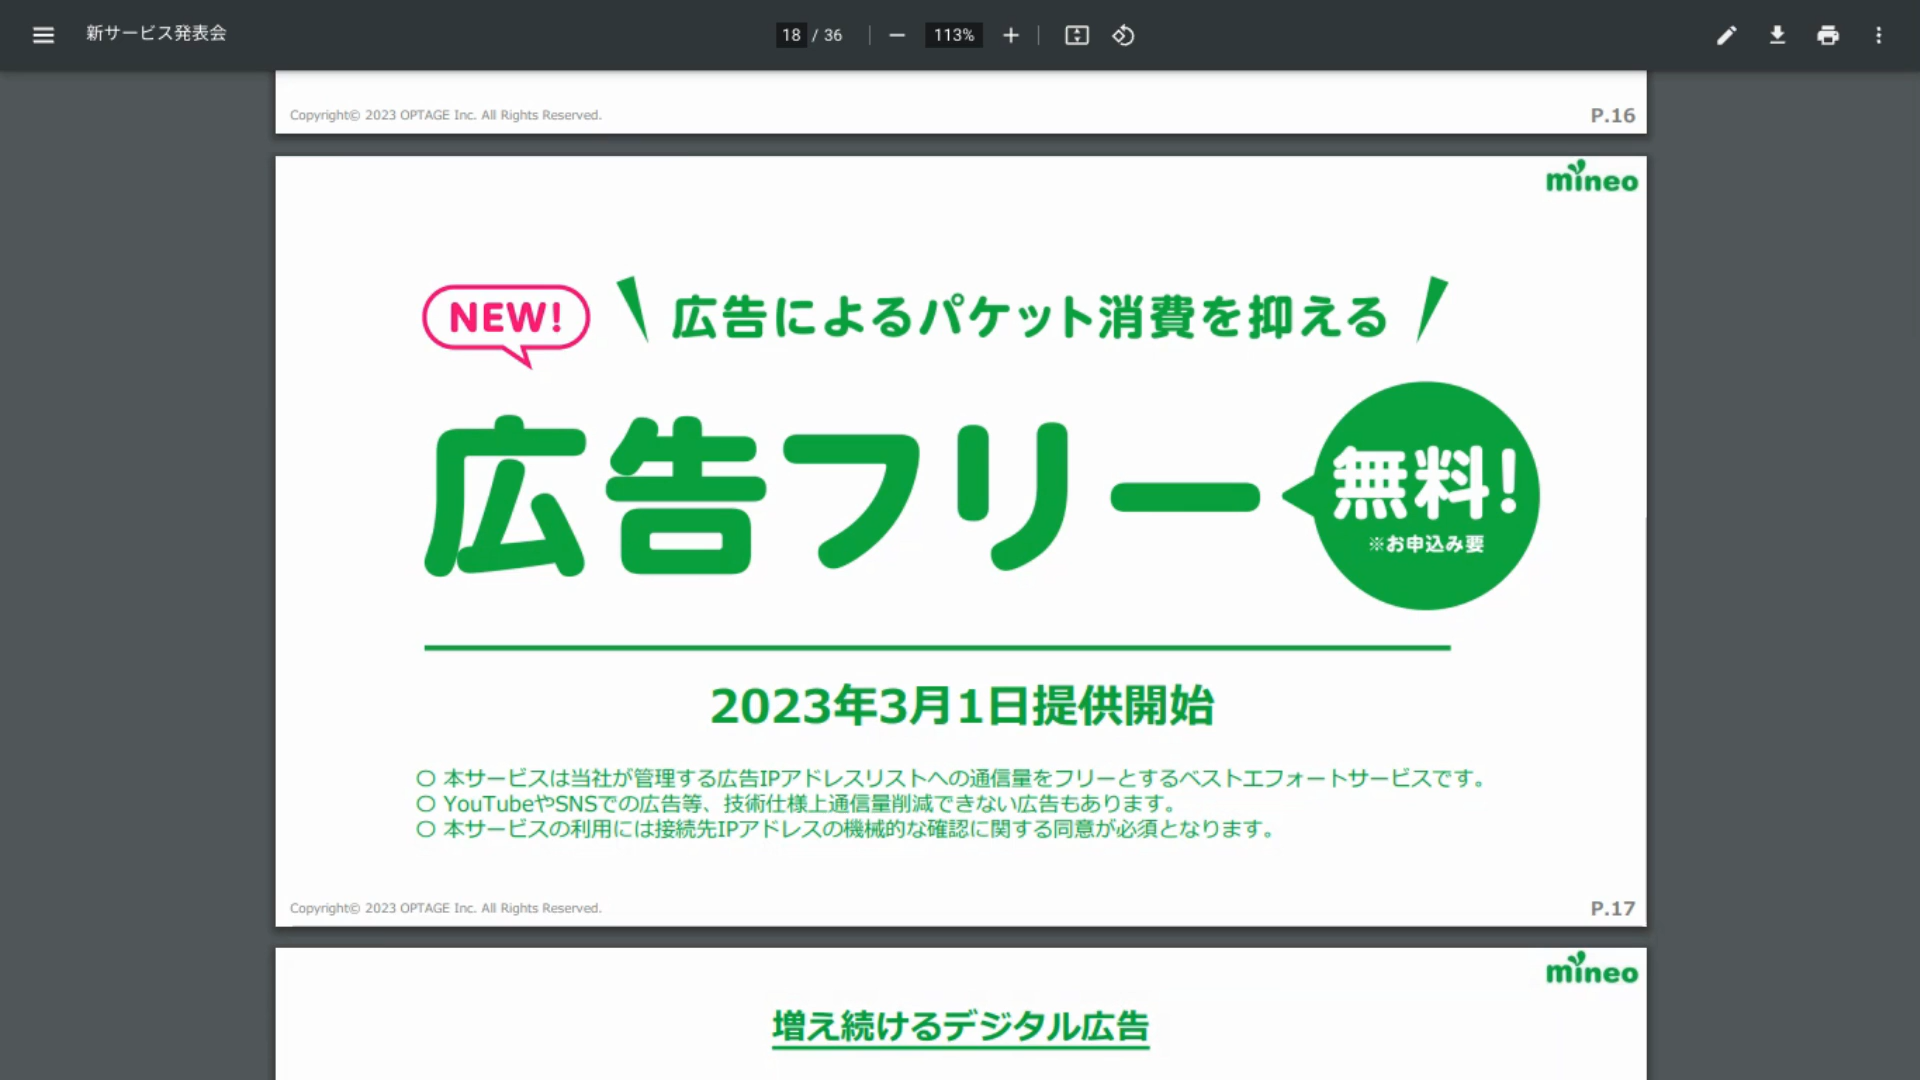 新サービス発表会
18 / 36
113%
Copyright© 2023 OPTAGE Inc. All Rights Reserved.
P.16
mineo
NEW!
広告によるパケット消費を抑える
広告フリー
無料!
※お申込み要
2023年3月1日提供開始
○ 本サービスは当社が管理する広告IPアドレスリストへの通信量をフリーとするベストエフォートサービスです。
○ YouTubeやSNSでの広告等、技術仕様上通信量削減できない広告もあります。
○ 本サービスの利用には接続先IPアドレスの機械的な確認に関する同意が必須となります。
Copyright© 2023 OPTAGE Inc. All Rights Reserved.
P.17
mineo
増え続けるデジタル広告